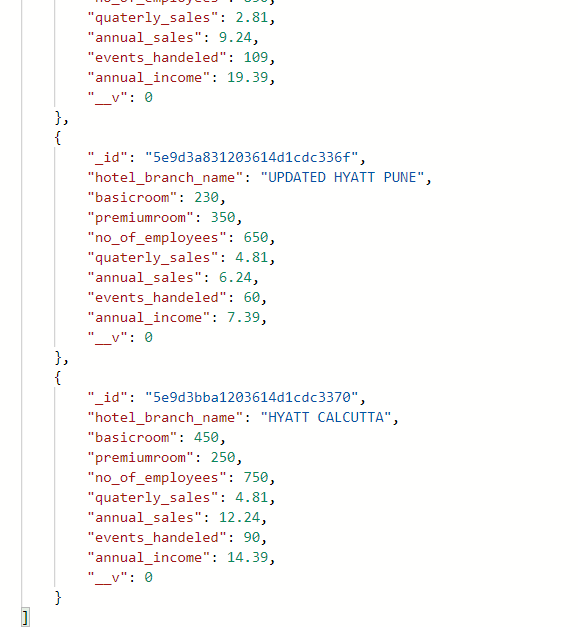 "quaterly_sales": 2.81,
"annual_sales": 9.24,
"events_handeled": 109,
"annual_income": 19.39,
"__v": 0
},
{
"_id": "5e9d3a831203614d1cdc336f",
"hotel_branch_name": "UPDATED HYATT PUNE",
"basicroom": 230,
"premiumroom": 350,
"no_of_employees": 650,
"quaterly_sales": 4.81,
"annual_sales": 6.24,
"events_handeled": 60,
"annual_income": 7.39,
"__v": 0
},
{
"_id": "5e9d3bba1203614d1cdc3370",
"hotel_branch_name": "HYATT CALCUTTA",
"basicroom": 450,
"premiumroom": 250,
"no_of_employees": 750,
"quaterly_sales": 4.81,
"annual_sales": 12.24,
"events_handeled": 90,
"annual_income": 14.39,
"__v": 0
}
]